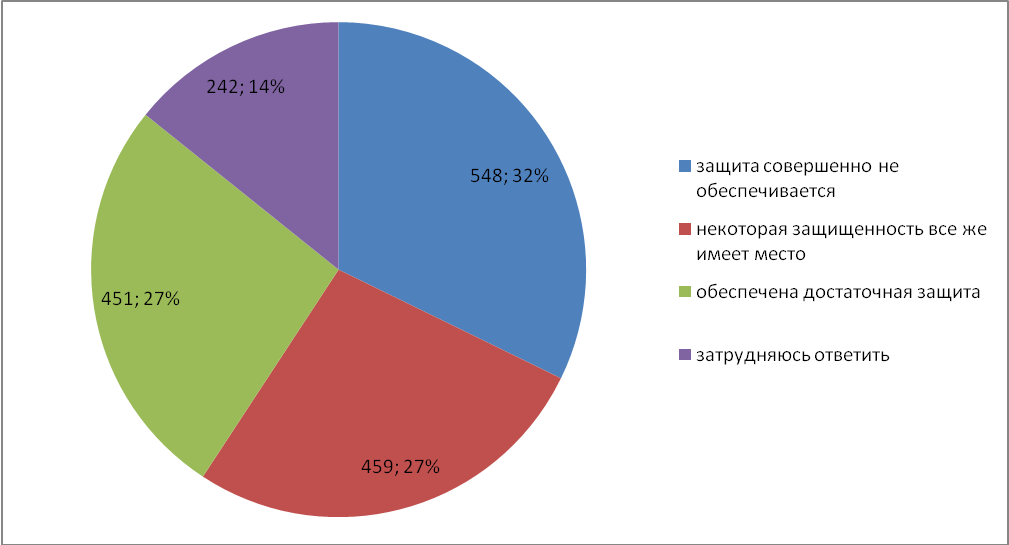 242; 14%
548; 32%
451; 27%
459; 27%
защита совершенно не
обеспечивается
некоторая защищенность все же
имеет место
обеспечена достаточная защита
затрудняюсь ответить